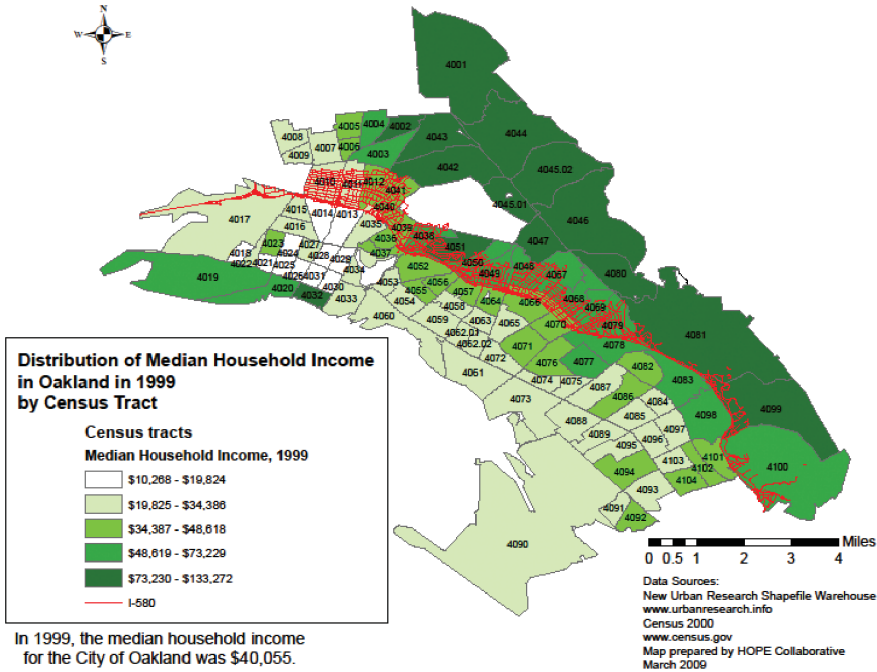 N
W E
S
4001
4005 4004 4002
4008 4007 4006 4043 4044
4009 4003
4042
4045.02
4010 4011 4012
4041
4045.01
4040
4015 4014 4013
4017 4016 4035 4039 4038 4046
4036 4051 4047
4023 4027 4037
4018 4024 4028 4029
4022 4021 4025 4034 4052 4050 4049 4048 4067 4080
4019 4026 4031
4020 4030 4053 4056
4032 4033 4054 4055 4057 4064 4066 4068 4069
4060 4059 4058 4063 4065 4070 4079 4081
4062.03
4062.02 4071 4078
4072 4076 4077 4082
4061 4074 4075 4083
4087
4073 4086 4084 4098 4099
4088 4085
4089 4097
4095 4096
4103 4101 4100
4094 4102
4093 4104
4091 4092
4090
Distribution of Median Household Income
in Oakland in 1999
by Census Tract
Census tracts
Median Household Income, 1999
$10,268 - $19,824
$19,825 - $34,386
$34,387 - $48,618
$48,619 - $73,229
$73,230 - $133,272
I-580
In 1999, the median household income
for the City of Oakland was $40,055.
Miles
0 0.5 1 2 3 4
Data Sources:
New Urban Research Shapefile Warehouse
www.urbanresearch.info
Census 2000
www.census.gov
Map prepared by HOPE Collaborative
March 2009